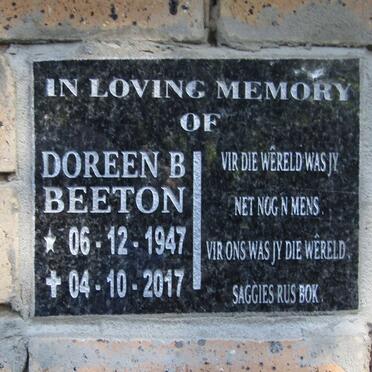 IN LOVING MEMORY
OF
DOREEN B
BEETON
06 - 12 - 1947
04 - 10 - 2017
VIR DIE WÊRELD WAS JY
NET NOG N MENS .
VIR ONS WAS JY DIE WÊRELD .
SAGGIES RUS BOK .